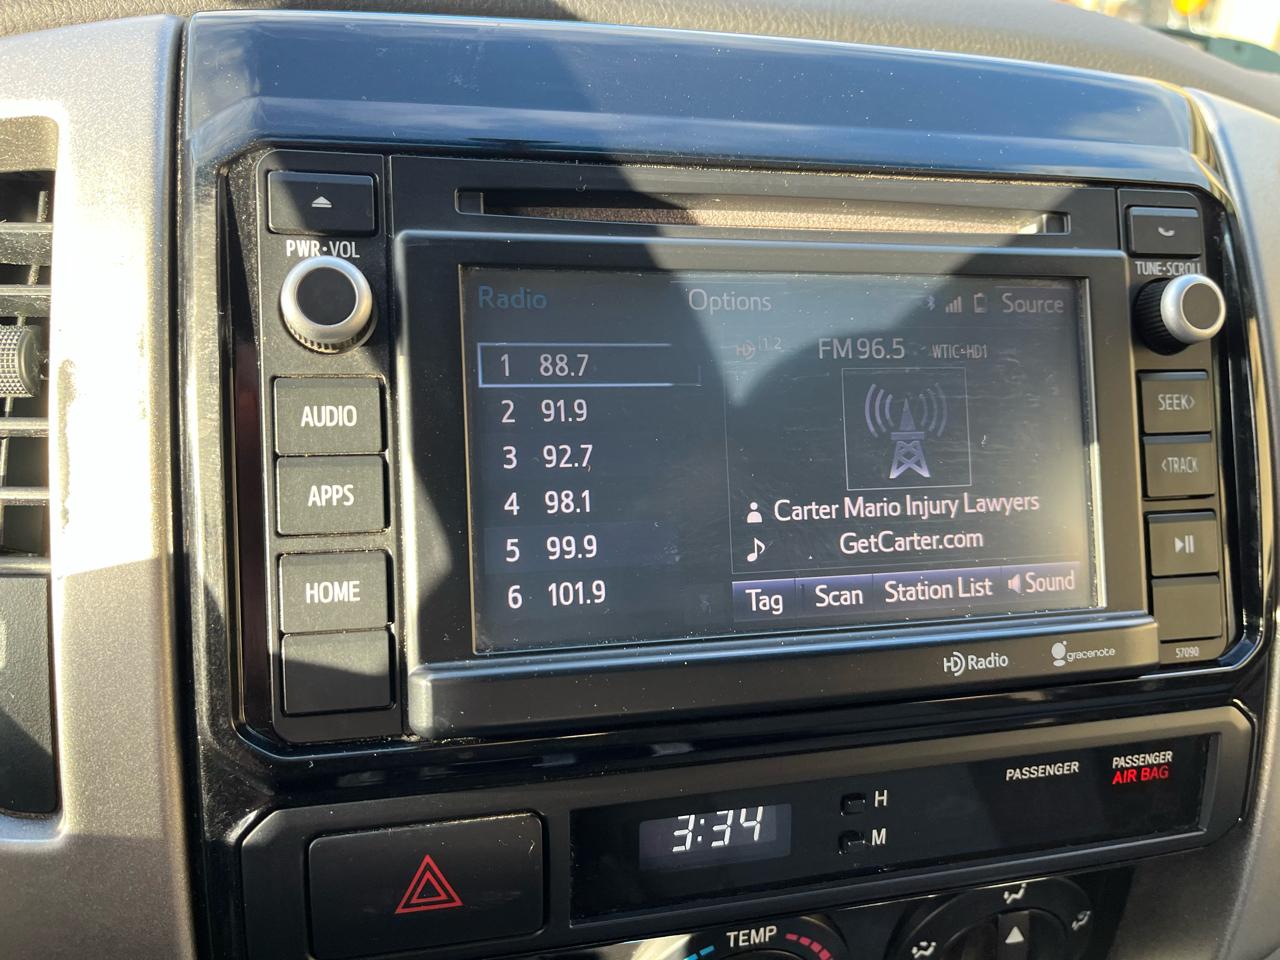 PWR•VOL
AUDIO
APPS
HOME
Radio
Options
Source
1 88.7
2 91.9
3 92.7
4 98.1
5 99.9
6 101.9
HD 1 2
FM 96.5 WTIC-HD1
Carter Mario Injury Lawyers
GetCarter.com
Tag Scan Station List Sound
HD Radio gracenote
TUNE•SCROLL
SEEK>
<TRACK
57090
3:34
H
M
PASSENGER
PASSENGER
AIR BAG
TEMP